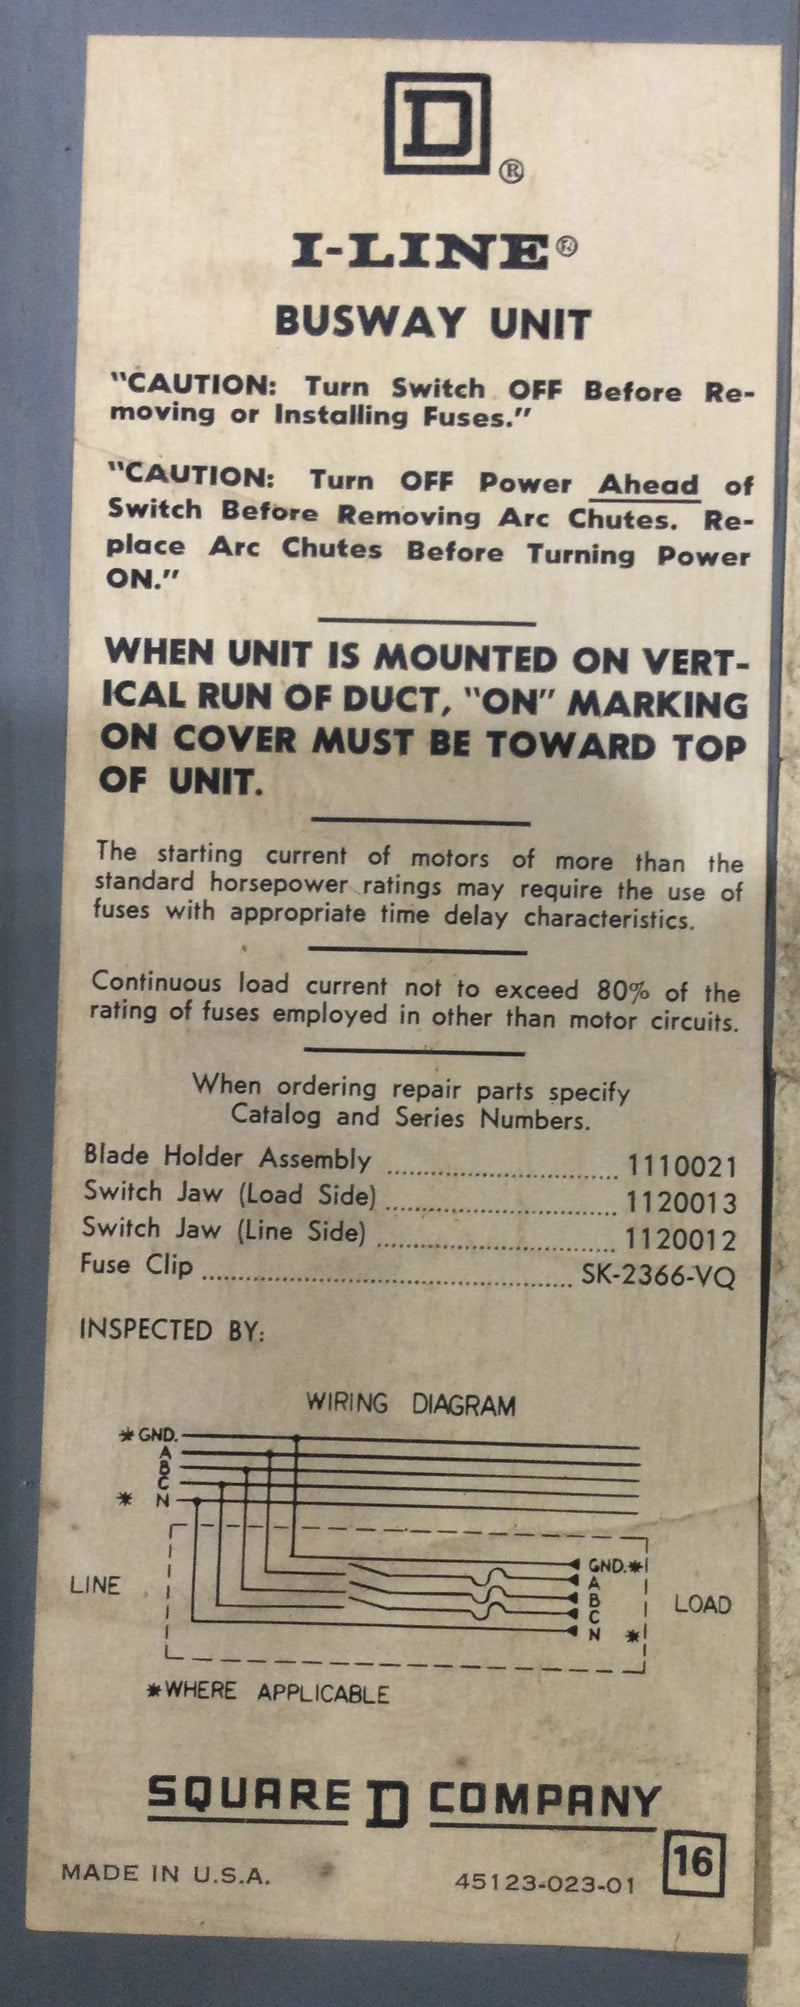 D®
I-LINE®
BUSWAY UNIT
"CAUTION: Turn Switch OFF Before Re-
moving or Installing Fuses."
"CAUTION: Turn OFF Power Ahead of
Switch Before Removing Arc Chutes. Re-
place Arc Chutes Before Turning Power
ON."
WHEN UNIT IS MOUNTED ON VERT-
ICAL RUN OF DUCT, "ON" MARKING
ON COVER MUST BE TOWARD TOP
OF UNIT.
The starting current of motors of more than the
standard horsepower ratings may require the use of
fuses with appropriate time delay characteristics.
Continuous load current not to exceed 80% of the
rating of fuses employed in other than motor circuits.
When ordering repair parts specify
Catalog and Series Numbers.
Blade Holder Assembly ................................ 1110021
Switch Jaw (Load Side) ................................ 1120013
Switch Jaw (Line Side) ................................ 1120012
Fuse Clip .................................................. SK-2366-VQ
INSPECTED BY:
WIRING DIAGRAM
* GND.
A
B
C
* N
LINE
GND.*
A
B
C
N *
LOAD
*WHERE APPLICABLE
SQUARE D COMPANY
MADE IN U.S.A. 45123-023-01 16